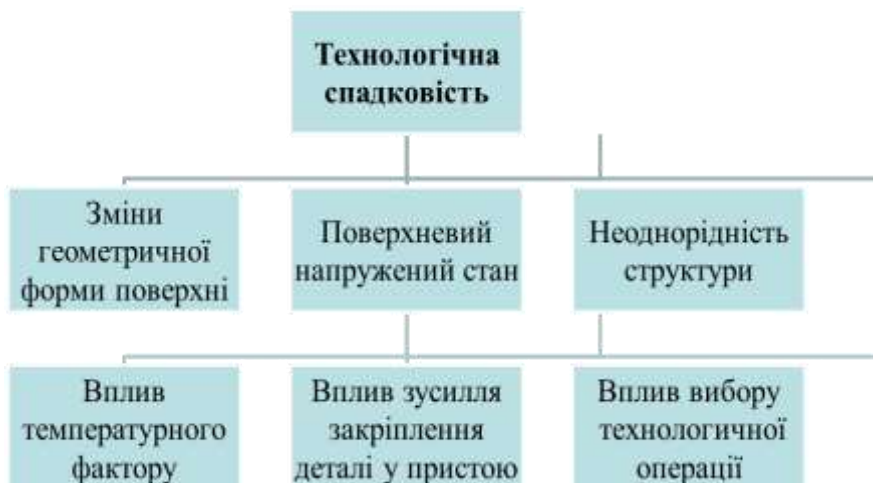 Технологічна
спадковість
Зміни
геометричної
форми поверхні
Поверхневий
напружений стан
Неоднорідність
структури
Вплив
температурного
фактору
Вплив зусилля
закріплення
деталі у пристою
Вплив вибору
технологичної
операції